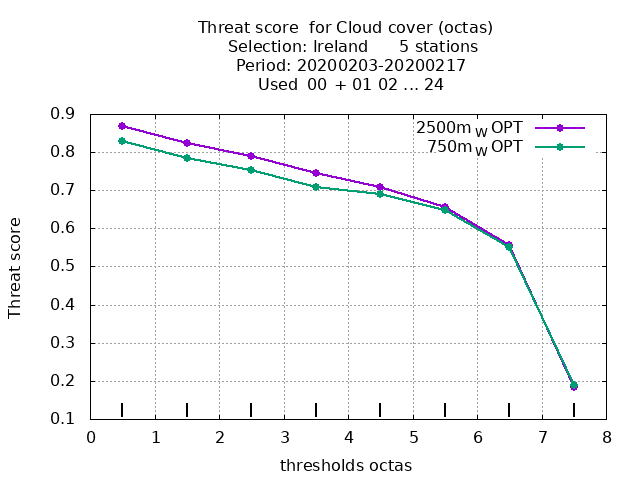 Threat score  for Cloud cover (octas)
Selection: Ireland      5 stations
Period: 20200203-20200217
Used  00  + 01 02 ... 24
2500m W OPT
750m W OPT
0.9
0.8
0.7
0.6
0.5
0.4
0.3
0.2
0.1
Threat score
0 1 2 3 4 5 6 7 8
thresholds octas